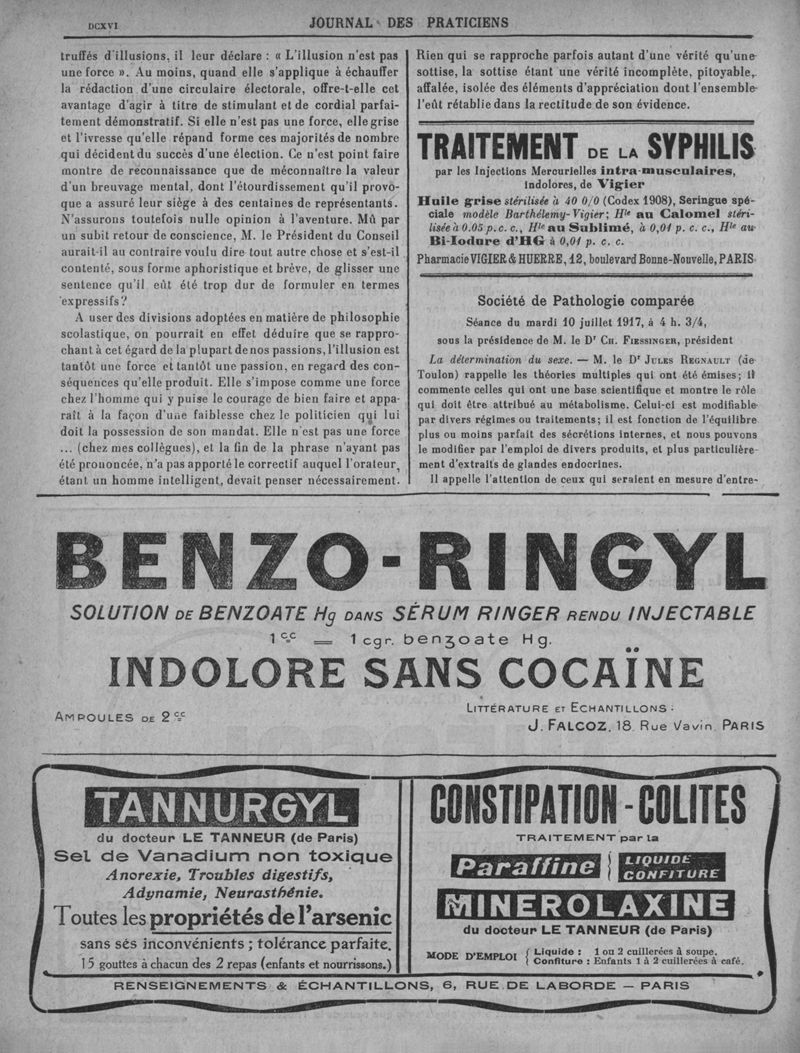 DCXVI
JOURNAL DES PRATICIENS
truffés d'illusions, il leur déclare : « L'illusion n'est pas
une force ». Au moins, quand elle s'applique à échauffer
la rédaction d'une circulaire électorale, offre-t-elle cet
avantage d'agir à titre de stimulant et de cordial parfai-
tement démonstratif. Si elle n'est pas une force, elle grise
et l'ivresse qu'elle répand forme ces majorités de nombre
qui décident du succès d'une élection. Ce n'est point faire
montre de reconnaissance que de méconnaître la valeur
d'un breuvage mental, dont l'étourdissement qu'il provo-
que a assuré leur siège à des centaines de représentants.
N'assurons toutefois nulle opinion à l'aventure. Mû par
un subit retour de conscience, M. le Président du Conseil
aurait-il au contraire voulu dire tout autre chose et s'est-il
contenté, sous forme aphoristique et brève, de glisser une
sentence qu'il eût été trop dur de formuler en termes
expressifs?
A user des divisions adoptées en matière de philosophie
scolastique, on pourrait en effet déduire que se rappro-
chant à cet égard de la plupart de nos passions, l'illusion est
tantôt une force et tantôt une passion, en regard des con-
séquences qu'elle produit. Elle s'impose comme une force
chez l'homme qui y puise le courage de bien faire et appa-
raît à la façon d'une faiblesse chez le politicien qui lui
doit la possession de son mandat. Elle n'est pas une force
... (chez mes collègues), et la fin de la phrase n'ayant pas
été prononcée, n'a pas apporté le correctif auquel l'orateur,
étant un homme intelligent, devait penser nécessairement.
Rien qui se rapproche parfois autant d'une vérité qu'une
sottise, la sottise étant une vérité incomplète, pitoyable,
affalée, isolée des éléments d'appréciation dont l'ensemble
l'eût rétablie dans la rectitude de son évidence.
TRAITEMENT DE LA SYPHILIS
par les Injections Mercurielles intra-musculaires,
indolores, de Vigier
Huile grise stérilisée à 40 0/0 (Codex 1908), Seringue spé-
ciale modèle Barthélemy-Vigier; Hle au Calomel stéri-
lisée à 0.05 p. c. c., Hle au Sublimé, à 0,01 p. c. c., Hle au
Bi-Iodure d'HG à 0,01 p. c. c.
Pharmacie VIGIER & HUERRE, 12, boulevard Bonne-Nouvelle, PARIS
Société de Pathologie comparée
Séance du mardi 10 juillet 1917, à 4 h. 3/4,
sous la présidence de M. le Dr CH. FIESSINGER, président
La détermination du sexe. — M. le Dr JULES REGNAULT (de
Toulon) rappelle les théories multiples qui ont été émises; il
commente celles qui ont une base scientifique et montre le rôle
qui doit être attribué au métabolisme. Celui-ci est modifiable
par divers régimes ou traitements; il est fonction de l'équilibre
plus ou moins parfait des sécrétions internes, et nous pouvons
le modifier par l'emploi de divers produits, et plus particulière-
ment d'extraits de glandes endocrines.
Il appelle l'attention de ceux qui seraient en mesure d'entre-
BENZO-RINGYL
SOLUTION DE BENZOATE Hg DANS SÉRUM RINGER RENDU INJECTABLE
1 cc = 1 cgr. benzoate Hg.
INDOLORE SANS COCAÏNE
AMPOULES DE 2 cc
LITTÉRATURE ET ECHANTILLONS :
J. FALCOZ, 18, Rue Vavin, PARIS
TANNURGYL
du docteur LE TANNEUR (de Paris)
Sel de Vanadium non toxique
Anorexie, Troubles digestifs,
Adynamie, Neurasthénie.
Toutes les propriétés de l'arsenic
sans ses inconvénients ; tolérance parfaite.
15 gouttes à chacun des 2 repas (enfants et nourrissons.)
CONSTIPATION - COLITES
TRAITEMENT par la
Paraffine { LIQUIDE
CONFITURE
MINEROLAXINE
du docteur LE TANNEUR (de Paris)
MODE D'EMPLOI { Liquide : 1 ou 2 cuillerées à soupe.
Confiture : Enfants 1 à 2 cuillerées à café.
RENSEIGNEMENTS & ÉCHANTILLONS, 6, RUE DE LABORDE — PARIS